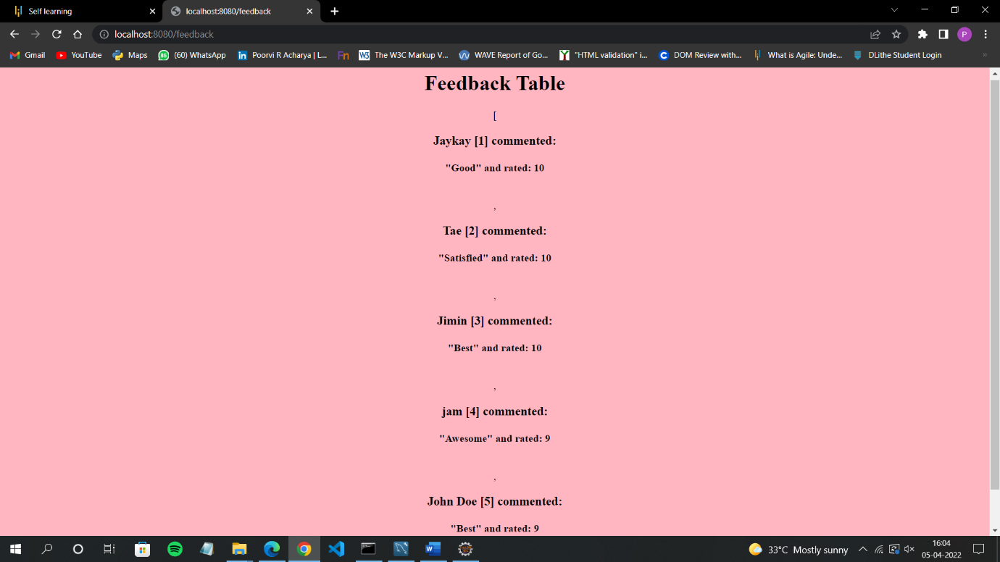 Self learning
localhost:8080/feedback
localhost:8080/feedback
Gmail
YouTube
Maps
(60) WhatsApp
Poorvi R Acharya | L...
Fn
The W3C Markup V...
WAVE Report of Go...
"HTML validation" i...
DOM Review with...
What is Agile: Unde...
DLithe Student Login
»
P
Feedback Table
[
Jaykay [1] commented:
"Good" and rated: 10
,
Tae [2] commented:
"Satisfied" and rated: 10
,
Jimin [3] commented:
"Best" and rated: 10
,
jam [4] commented:
"Awesome" and rated: 9
,
John Doe [5] commented:
"Best" and rated: 9
33°C Mostly sunny
16:04
05-04-2022